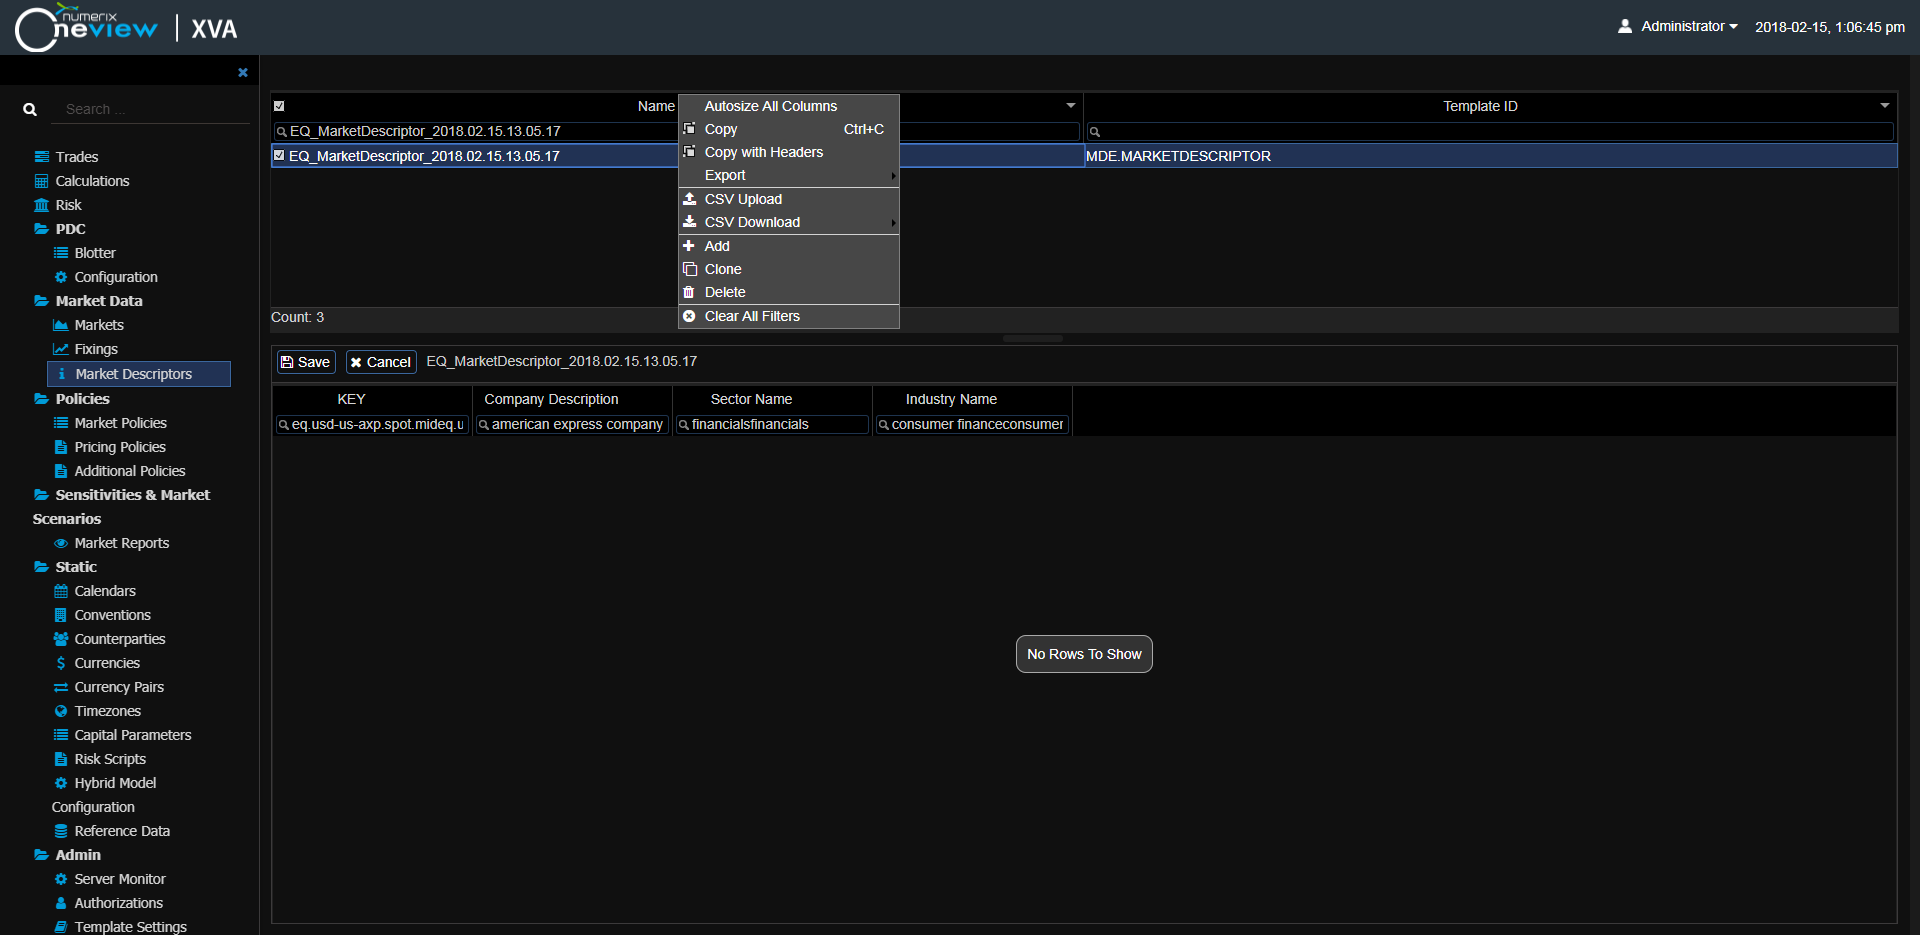 numerix
Oneview | XVA
Administrator
2018-02-15, 1:06:45 pm
Search ...
Trades
Calculations
Risk
PDC
Blotter
Configuration
Market Data
Markets
Fixings
Market Descriptors
Policies
Market Policies
Pricing Policies
Additional Policies
Sensitivities & Market
Scenarios
Market Reports
Static
Calendars
Conventions
Counterparties
Currencies
Currency Pairs
Timezones
Capital Parameters
Risk Scripts
Hybrid Model
Configuration
Reference Data
Admin
Server Monitor
Authorizations
Template Settings
Name
Template ID
EQ_MarketDescriptor_2018.02.15.13.05.17
EQ_MarketDescriptor_2018.02.15.13.05.17
MDE.MARKETDESCRIPTOR
Autosize All Columns
Copy Ctrl+C
Copy with Headers
Export
CSV Upload
CSV Download
Add
Clone
Delete
Clear All Filters
Count: 3
Save Cancel EQ_MarketDescriptor_2018.02.15.13.05.17
KEY Company Description Sector Name Industry Name
eq.usd-us-axp.spot.mideq.u american express company financialsfinancials consumer financeconsumer
No Rows To Show